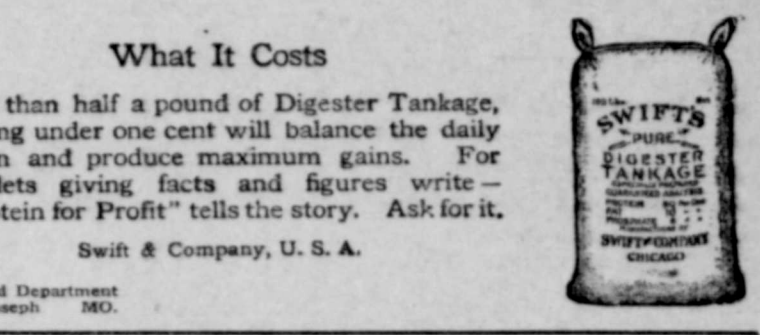 What It Costs
than half a pound of Digester Tankage,
ng under one cent will balance the daily
n and produce maximum gains. For
lets giving facts and figures write—
tein for Profit" tells the story. Ask for it.
Swift & Company, U. S. A.
d Department
seph MO.
SWIFT'S
PURE
DIGESTER
TANKAGE
SWIFT & COMPANY
CHICAGO